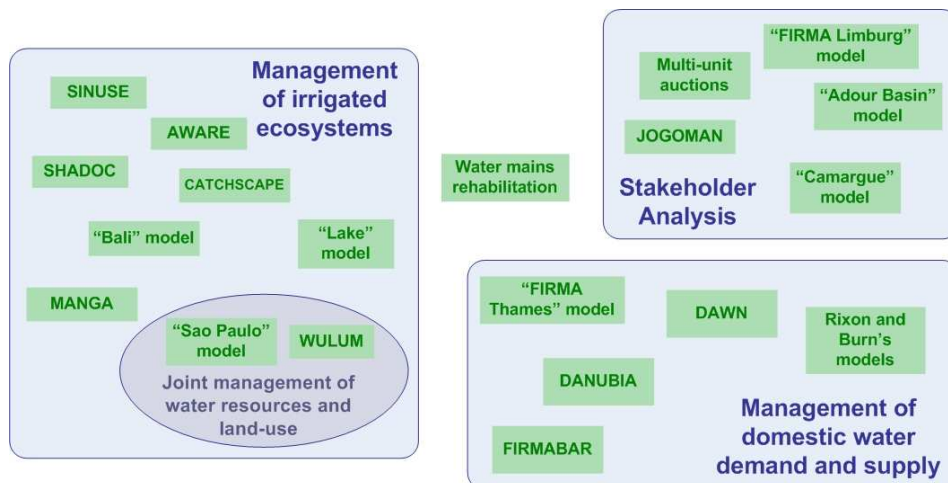 Management
of irrigated
ecosystems
SINUSE
AWARE
SHADOC
CATCHSCAPE
“Bali” model
“Lake”
model
MANGA
“Sao Paulo”
model
WULUM
Joint management of
water resources and
land-use
Water mains
rehabilitation
“FIRMA Limburg”
model
Multi-unit
auctions
“Adour Basin”
model
JOGOMAN
“Camargue”
model
Stakeholder
Analysis
“FIRMA
Thames” model
DAWN
Rixon and
Burn’s
models
DANUBIA
FIRMABAR
Management of
domestic water
demand and supply